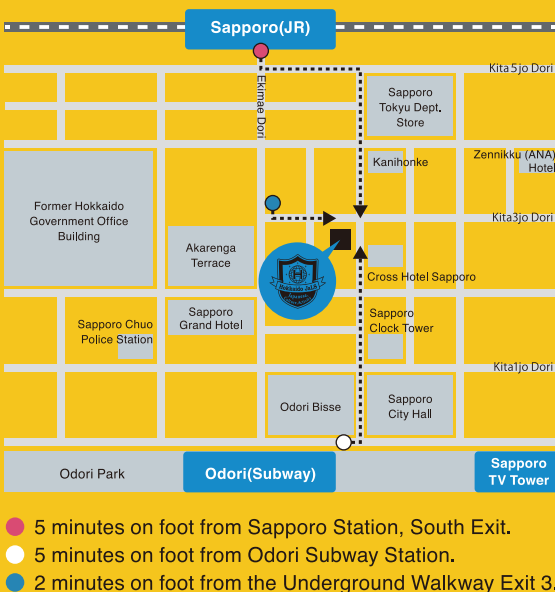 Sapporo(JR)
Kita5jo Dori
Ekimae Dori
Sapporo
Tokyu Dept.
Store
Kanihonke
Zennikku (ANA)
Hotel
Former Hokkaido
Government Office
Building
Kita3jo Dori
Akarenga
Terrace
Hokkaido JaLS
Cross Hotel Sapporo
Sapporo
Grand Hotel
Sapporo Chuo
Police Station
Sapporo
Clock Tower
Kita1jo Dori
Odori Bisse
Sapporo
City Hall
Odori Park
Odori(Subway)
Sapporo
TV Tower
5 minutes on foot from Sapporo Station, South Exit.
5 minutes on foot from Odori Subway Station.
2 minutes on foot from the Underground Walkway Exit 3.